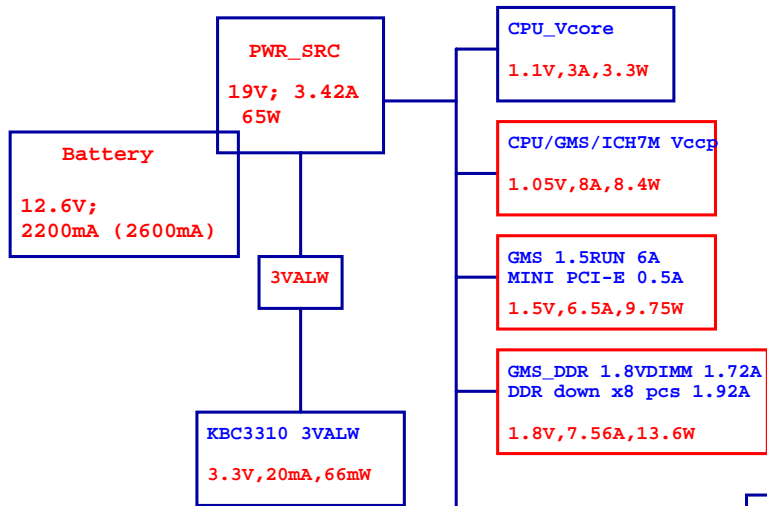 PWR_SRC
19V; 3.42A
65W
Battery
12.6V;
2200mA (2600mA)
3VALW
KBC3310 3VALW
3.3V,20mA,66mW
CPU_Vcore
1.1V,3A,3.3W
CPU/GMS/ICH7M Vccp
1.05V,8A,8.4W
GMS 1.5RUN 6A
MINI PCI-E 0.5A
1.5V,6.5A,9.75W
GMS_DDR 1.8VDIMM 1.72A
DDR down x8 pcs 1.92A
1.8V,7.56A,13.6W